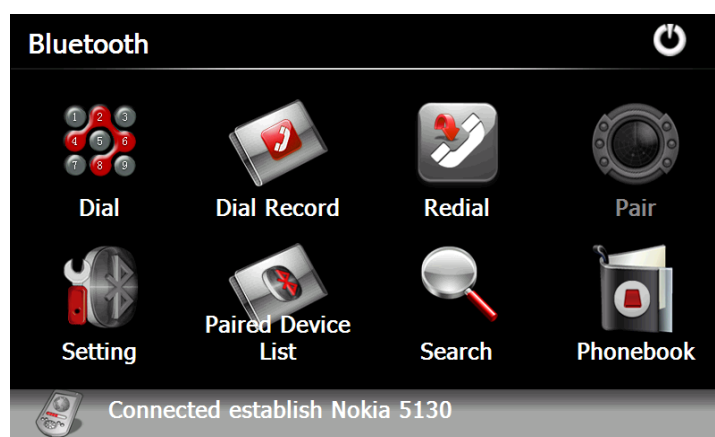 Bluetooth
1 2 3
4 5 6
7 8 9
Dial
Dial Record
Redial
Pair
Setting
Paired Device
List
Search
Phonebook
Connected establish Nokia 5130